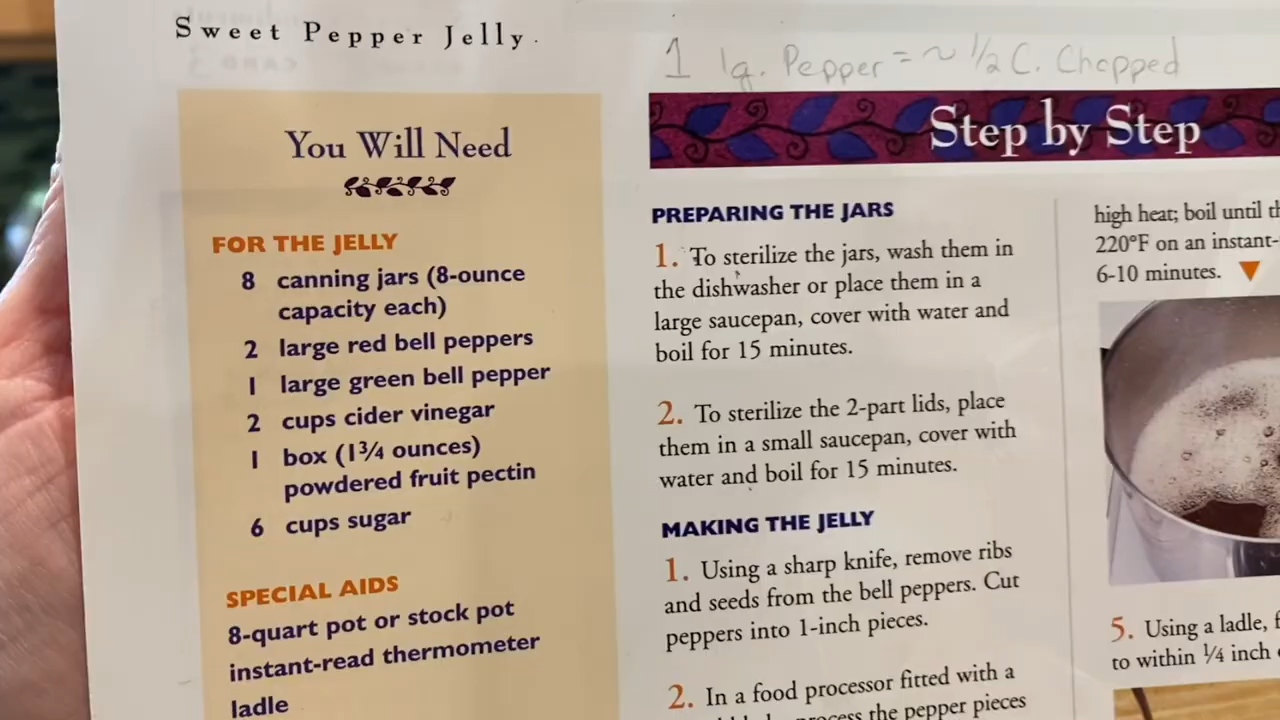 Sweet Pepper Jelly.
1 lg. Pepper = ~ 1/2 C. Chopped
You Will Need
FOR THE JELLY
8 canning jars (8-ounce
capacity each)
2 large red bell peppers
1 large green bell pepper
2 cups cider vinegar
1 box (1¾ ounces)
powdered fruit pectin
6 cups sugar
SPECIAL AIDS
8-quart pot or stock pot
instant-read thermometer
ladle
Step by Step
PREPARING THE JARS
1. To sterilize the jars, wash them in
the dishwasher or place them in a
large saucepan, cover with water and
boil for 15 minutes.
2. To sterilize the 2-part lids, place
them in a small saucepan, cover with
water and boil for 15 minutes.
MAKING THE JELLY
1. Using a sharp knife, remove ribs
and seeds from the bell peppers. Cut
peppers into 1-inch pieces.
2. In a food processor fitted with a
process the pepper pieces
high heat; boil until
220°F on an instant-
6-10 minutes.
5. Using a ladle,
to within ¼ inch